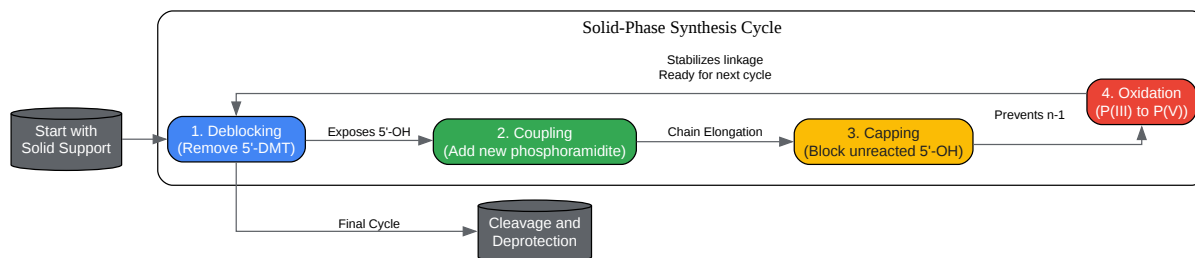 Solid-Phase Synthesis Cycle
Stabilizes linkage
Ready for next cycle
4. Oxidation
(P(III) to P(V))
Start with
Solid Support
1. Deblocking
(Remove 5'-DMT)
Exposes 5'-OH
2. Coupling
(Add new phosphoramidite)
Chain Elongation
3. Capping
(Block unreacted 5'-OH)
Prevents n-1
Final Cycle
Cleavage and
Deprotection